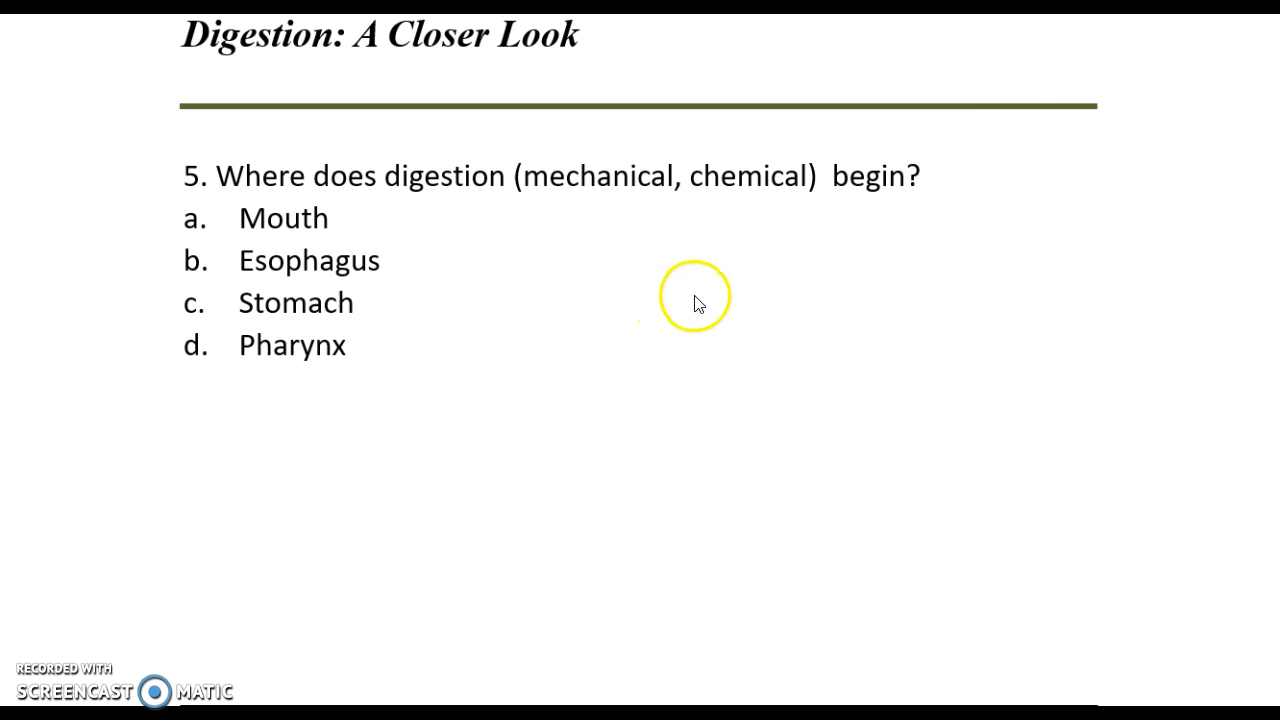 Digestion: A Closer Look
5. Where does digestion (mechanical, chemical)  begin?
a. Mouth
b. Esophagus
c. Stomach
d. Pharynx
RECORDED WITH
SCREENCAST MATIC